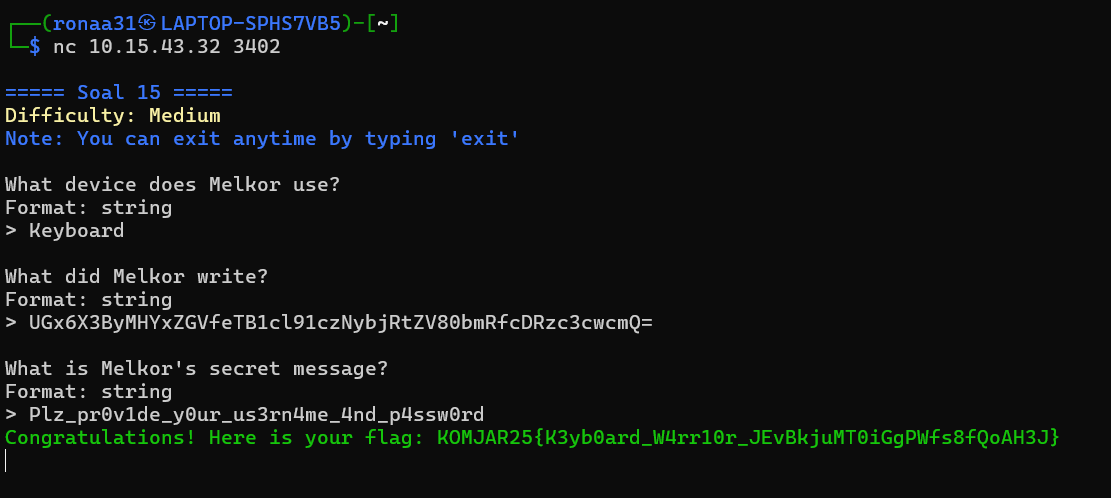 ┌──(ronaa31㉿LAPTOP-SPHS7VB5)-[~]
└─$ nc 10.15.43.32 3402
===== Soal 15 =====
Difficulty: Medium
Note: You can exit anytime by typing 'exit'
What device does Melkor use?
Format: string
> Keyboard
What did Melkor write?
Format: string
> UGx6X3ByMHYxZGVfeTB1cl91czNybjRtZV80bmRfcDRzc3cwcmQ=
What is Melkor's secret message?
Format: string
> Plz_pr0v1de_y0ur_us3rn4me_4nd_p4ssw0rd
Congratulations! Here is your flag: KOMJAR25{K3yb0ard_W4rr10r_JEvBkjuMT0iGgPWfs8fQoAH3J}